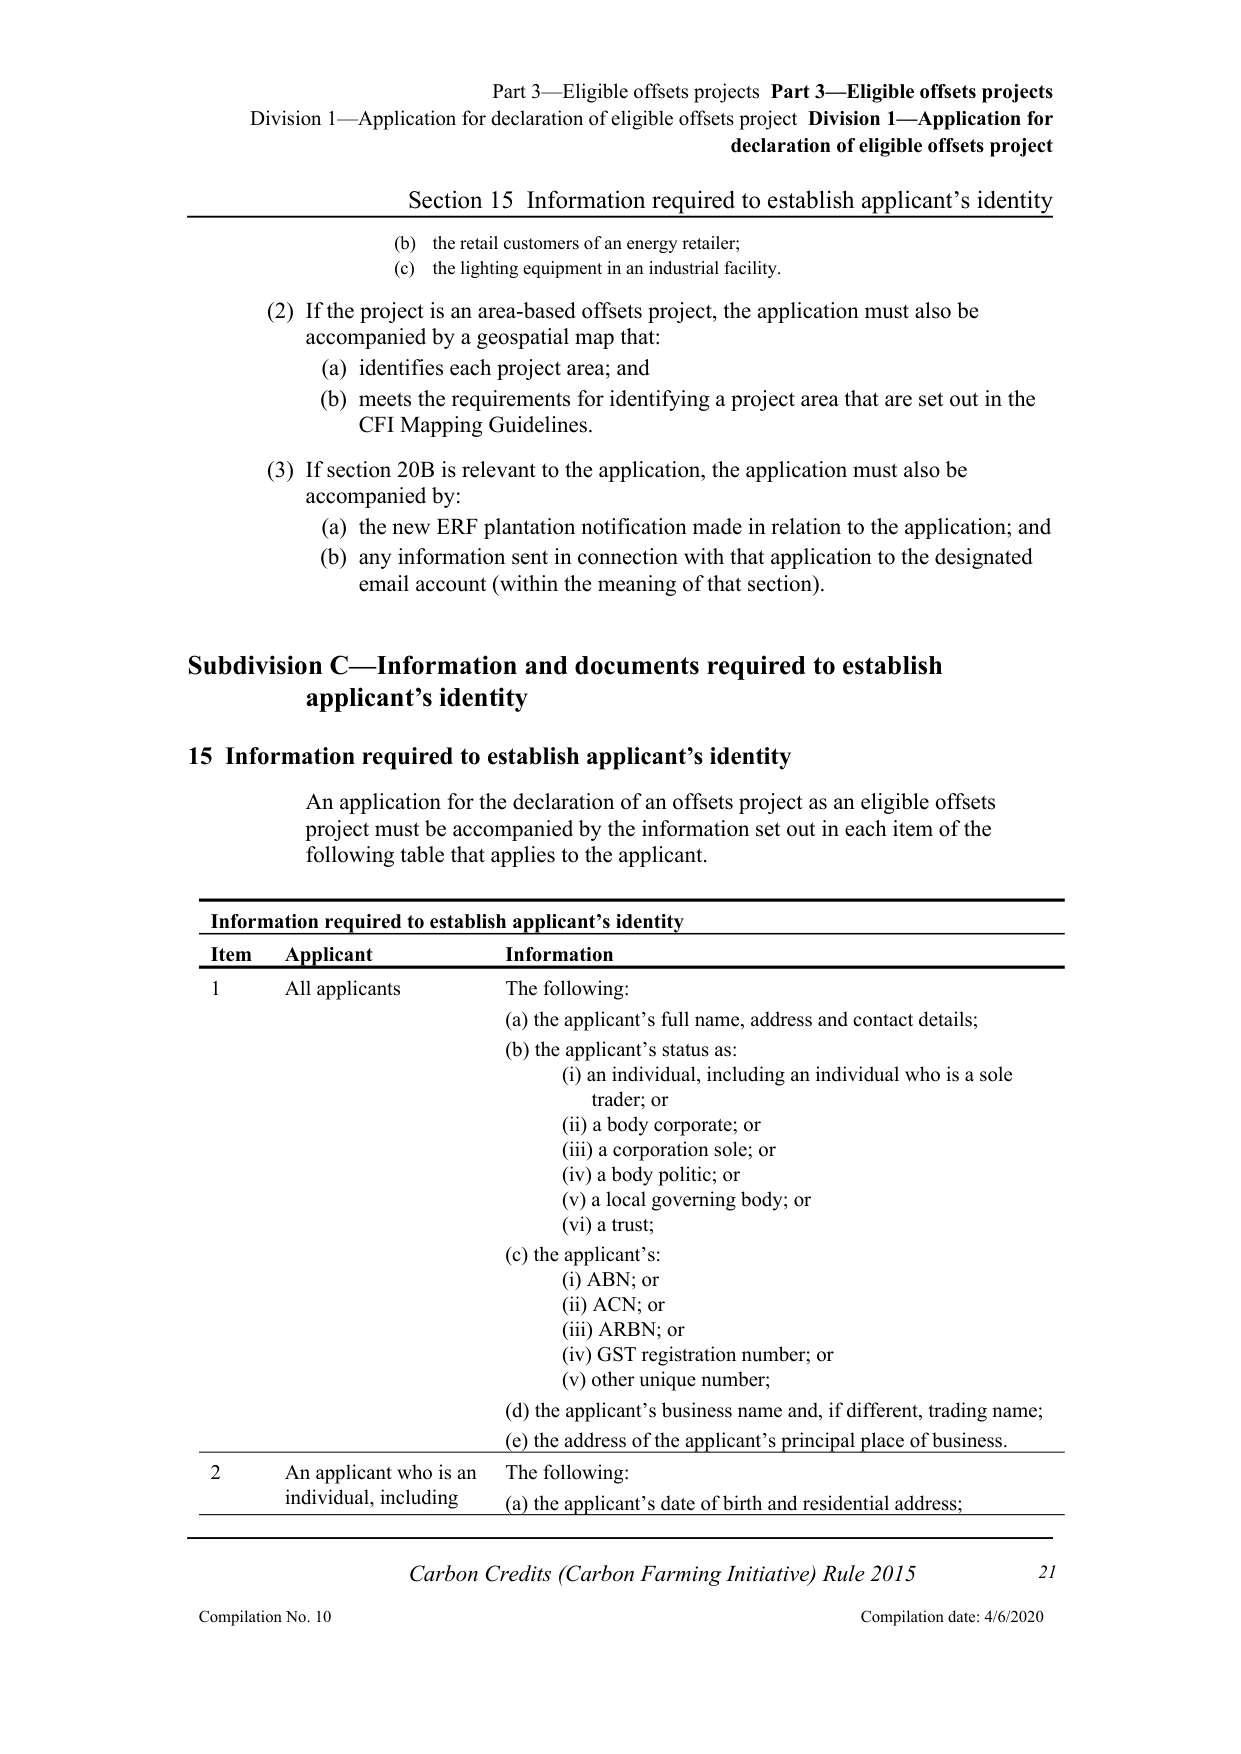 Part 3—Eligible offsets projects  Part 3—Eligible offsets projects
Division 1—Application for declaration of eligible offsets project  Division 1—Application for
declaration of eligible offsets project
Section 15  Information required to establish applicant’s identity
(b) the retail customers of an energy retailer;
(c) the lighting equipment in an industrial facility.
(2) If the project is an area-based offsets project, the application must also be
accompanied by a geospatial map that:
(a) identifies each project area; and
(b) meets the requirements for identifying a project area that are set out in the
CFI Mapping Guidelines.
(3) If section 20B is relevant to the application, the application must also be
accompanied by:
(a) the new ERF plantation notification made in relation to the application; and
(b) any information sent in connection with that application to the designated
email account (within the meaning of that section).
Subdivision C—Information and documents required to establish
applicant’s identity
15  Information required to establish applicant’s identity
An application for the declaration of an offsets project as an eligible offsets
project must be accompanied by the information set out in each item of the
following table that applies to the applicant.
Information required to establish applicant’s identity
Item Applicant Information
1 All applicants The following:
(a) the applicant’s full name, address and contact details;
(b) the applicant’s status as:
(i) an individual, including an individual who is a sole
trader; or
(ii) a body corporate; or
(iii) a corporation sole; or
(iv) a body politic; or
(v) a local governing body; or
(vi) a trust;
(c) the applicant’s:
(i) ABN; or
(ii) ACN; or
(iii) ARBN; or
(iv) GST registration number; or
(v) other unique number;
(d) the applicant’s business name and, if different, trading name;
(e) the address of the applicant’s principal place of business.
2 An applicant who is an The following:
individual, including (a) the applicant’s date of birth and residential address;
Carbon Credits (Carbon Farming Initiative) Rule 2015 21
Compilation No. 10 Compilation date: 4/6/2020